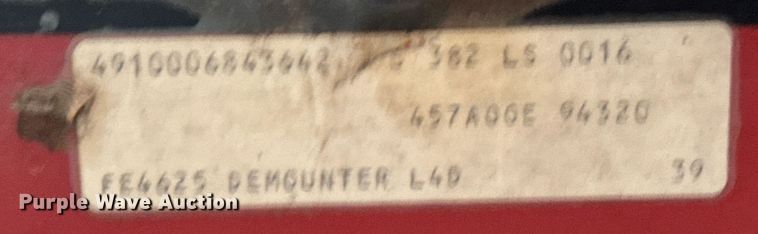 4910006843642 382 LS 0016
457A00E 94320
FE4625 DEMOUNTER L4D 39
Purple Wave Auction